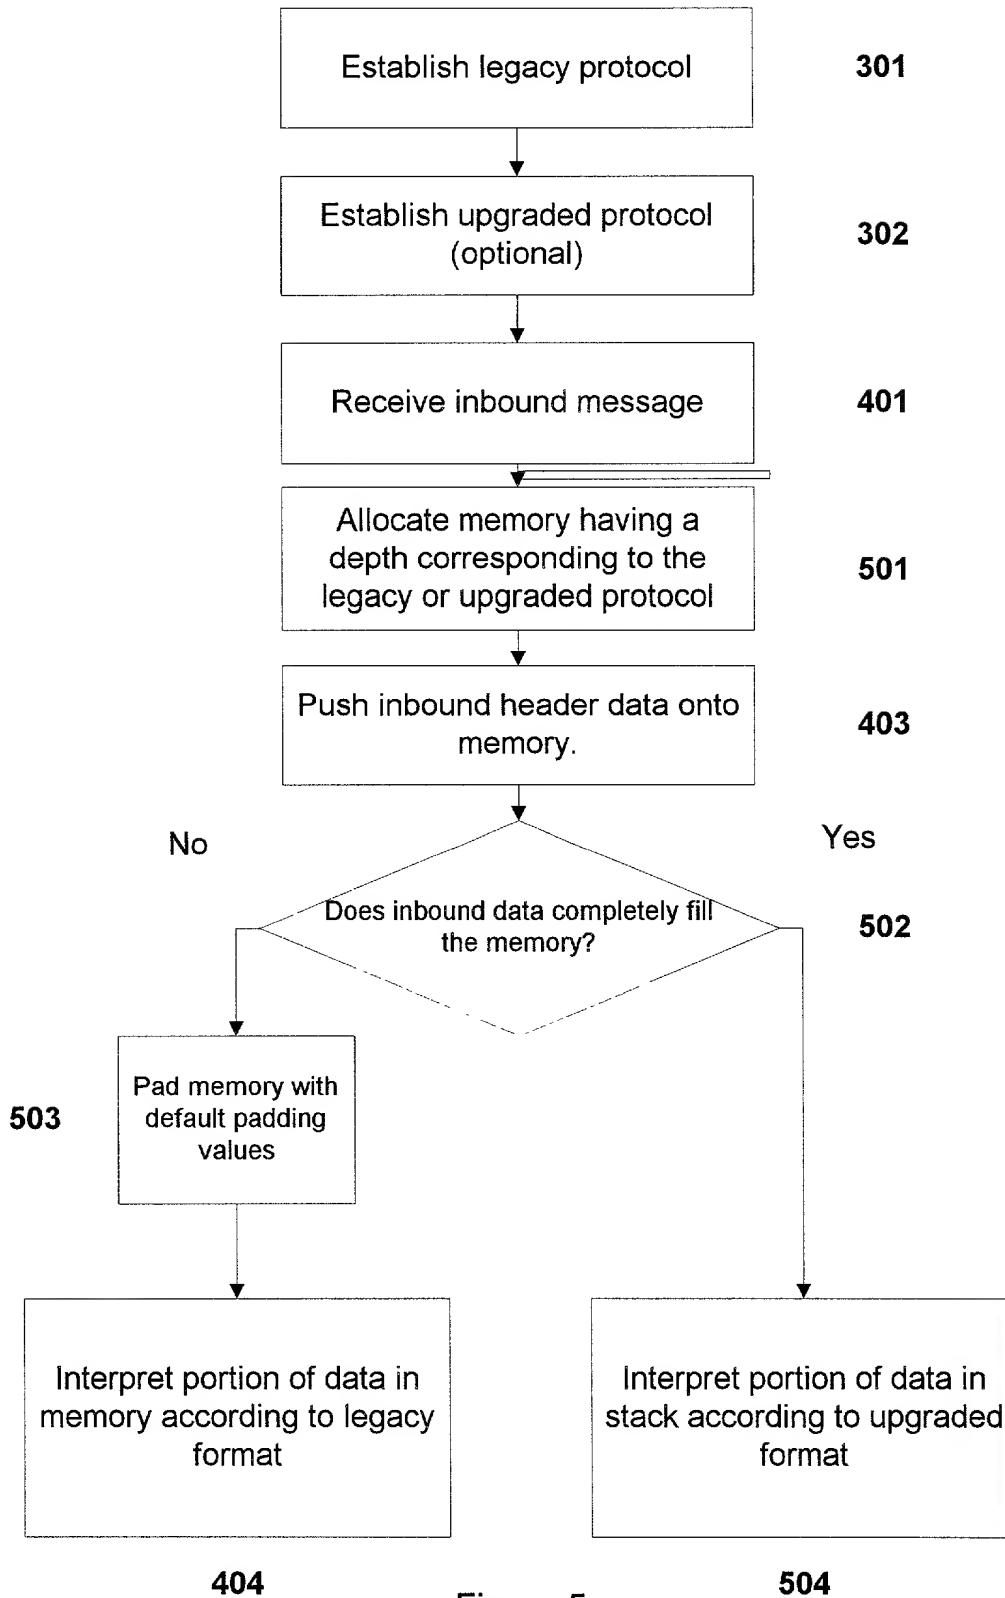 Establish legacy protocol
301
Establish upgraded protocol
(optional)
302
Receive inbound message
401
Allocate memory having a
depth corresponding to the
legacy or upgraded protocol
501
Push inbound header data onto
memory.
403
No
Yes
Does inbound data completely fill
the memory?
502
Pad memory with
default padding
values
503
Interpret portion of data in
memory according to legacy
format
Interpret portion of data in
stack according to upgraded
format
404
504